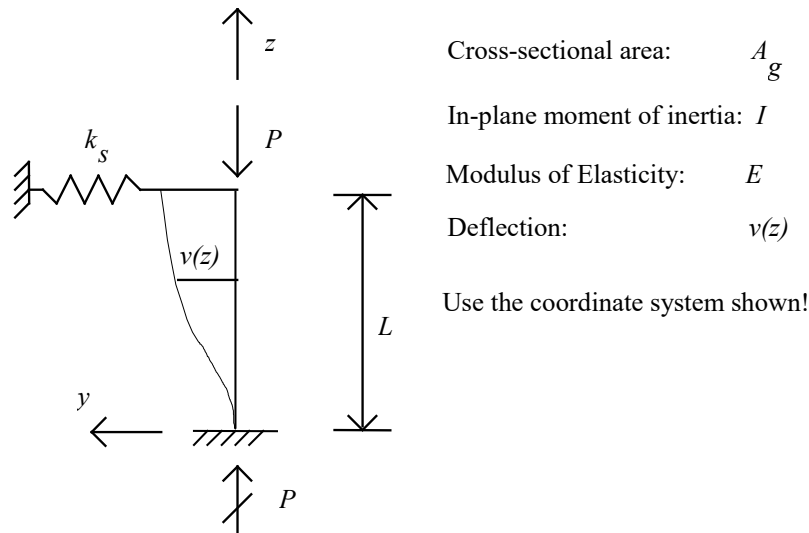 z
Cross-sectional area: A_g
P
In-plane moment of inertia: I
k_s
Modulus of Elasticity: E
Deflection: v(z)
v(z)
Use the coordinate system shown!
L
y
P